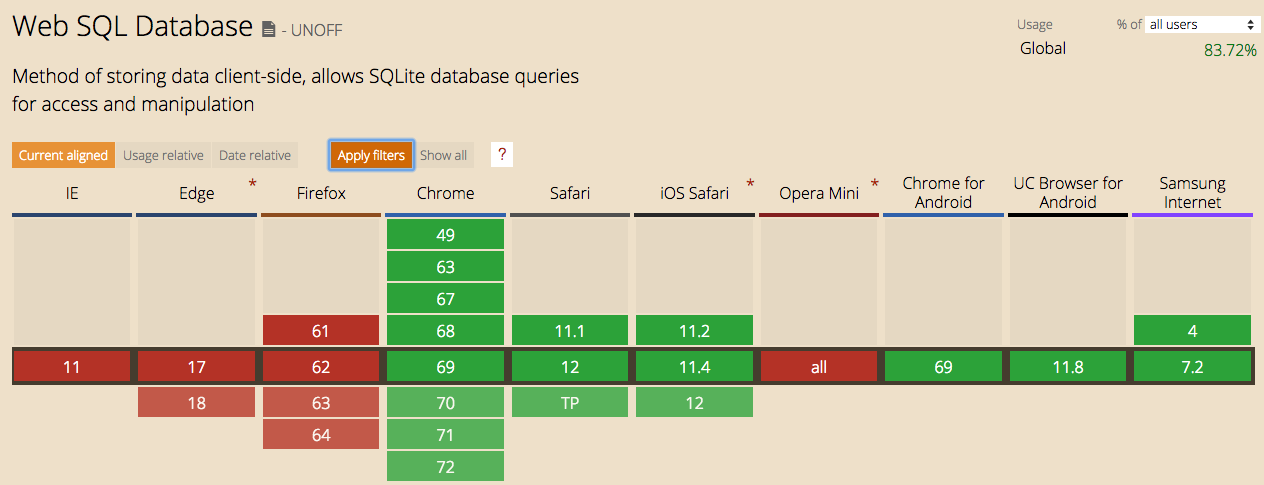 Web SQL Database - UNOFF
Usage % of all users
Global 83.72%
Method of storing data client-side, allows SQLite database queries
for access and manipulation
Current aligned Usage relative Date relative Apply filters Show all ?
IE Edge * Firefox Chrome Safari iOS Safari * Opera Mini * Chrome for Android UC Browser for Android Samsung Internet
49
63
67
61 68 11.1 11.2 4
11 17 62 69 12 11.4 all 69 11.8 7.2
18 63 70 TP 12
64 71
72